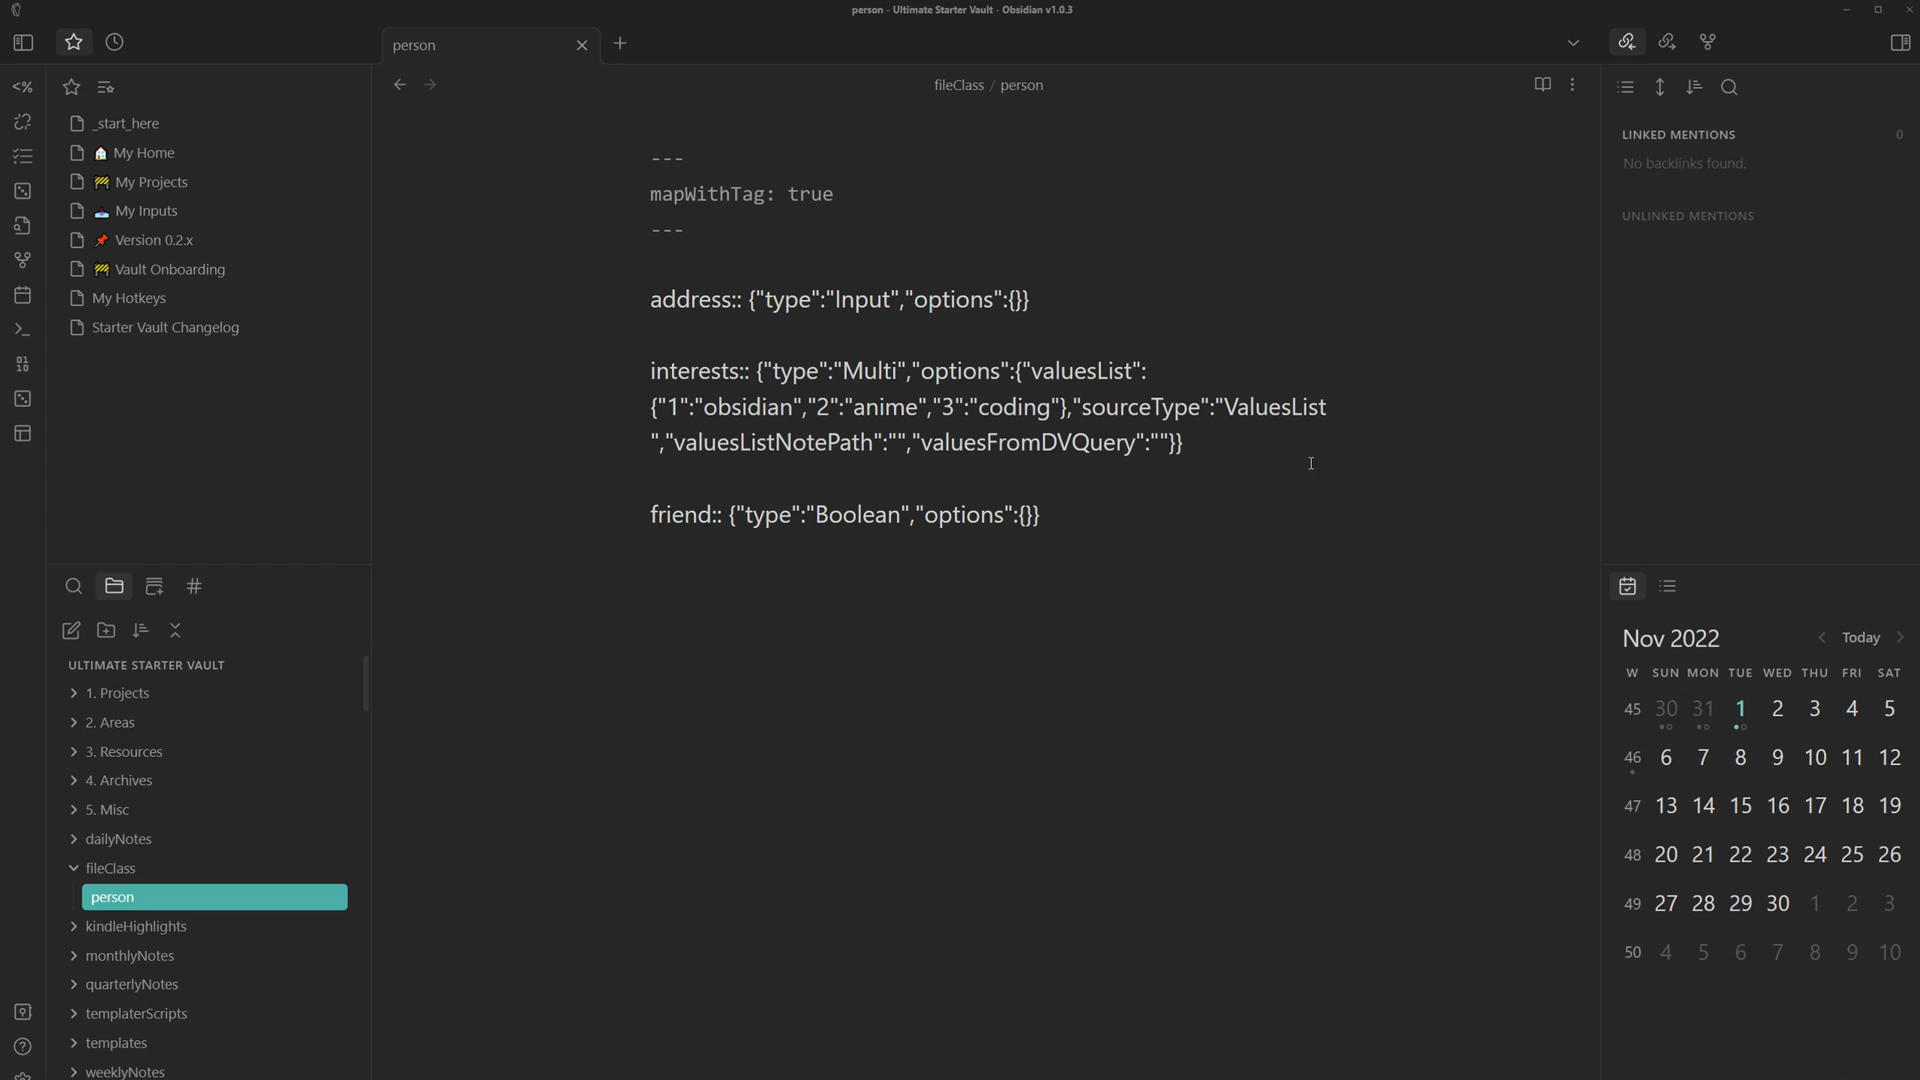 person - Ultimate Starter Vault - Obsidian v1.0.3
person
fileClass / person
_start_here
My Home
My Projects
My Inputs
Version 0.2.x
Vault Onboarding
My Hotkeys
Starter Vault Changelog
---
mapWithTag: true
---
address:: {"type":"Input","options":{}}
interests:: {"type":"Multi","options":{"valuesList":
{"1":"obsidian","2":"anime","3":"coding"},"sourceType":"ValuesList
","valuesListNotePath":"","valuesFromDVQuery":""}}
friend:: {"type":"Boolean","options":{}}
LINKED MENTIONS 0
No backlinks found.
UNLINKED MENTIONS
ULTIMATE STARTER VAULT
1. Projects
2. Areas
3. Resources
4. Archives
5. Misc
dailyNotes
fileClass
person
kindleHighlights
monthlyNotes
quarterlyNotes
templaterScripts
templates
weeklyNotes
Nov 2022 Today
W SUN MON TUE WED THU FRI SAT
45 30 31 1 2 3 4 5
46 6 7 8 9 10 11 12
47 13 14 15 16 17 18 19
48 20 21 22 23 24 25 26
49 27 28 29 30 1 2 3
50 4 5 6 7 8 9 10